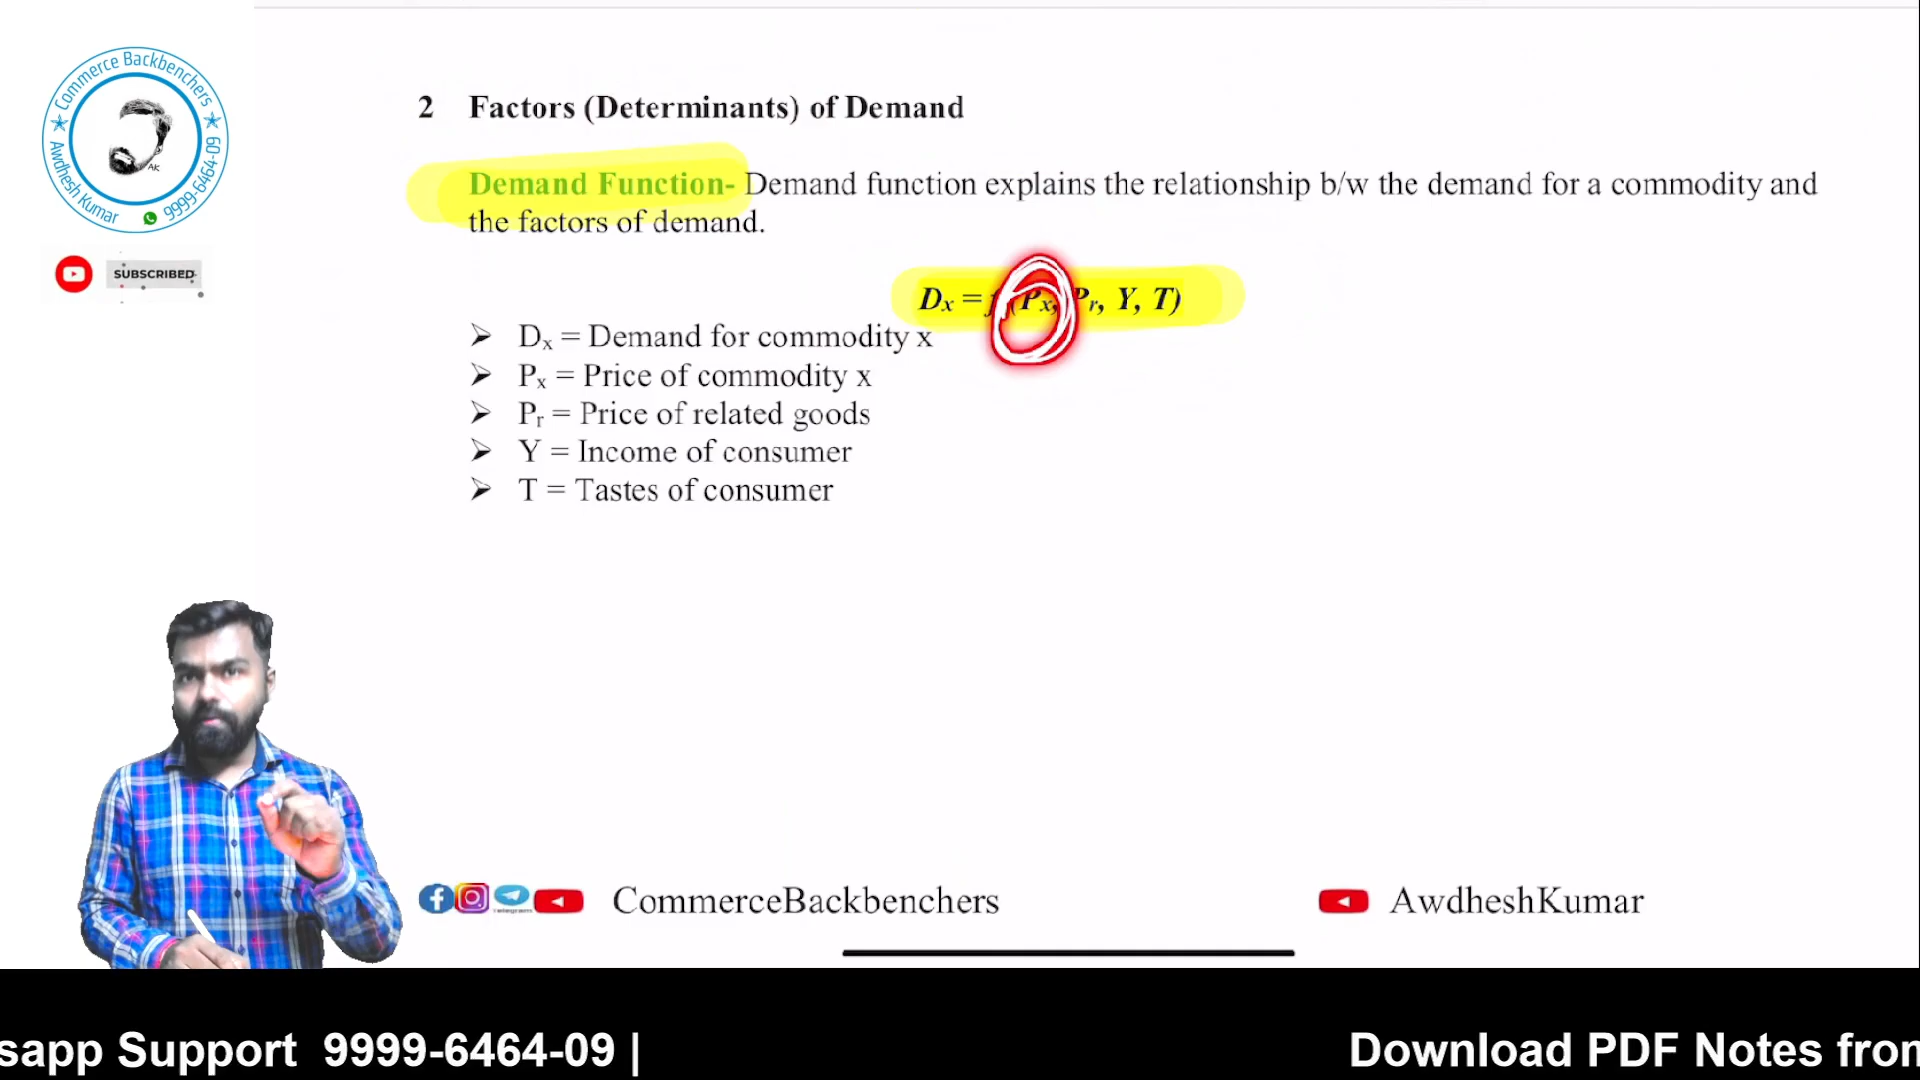 Commerce Backbenchers
Awdhesh Kumar
9999-6464-09
AK
SUBSCRIBED
2 Factors (Determinants) of Demand
Demand Function- Demand function explains the relationship b/w the demand for a commodity and
the factors of demand.
Dₓ = f (Pₓ, Pᵣ, Y, T)
➢ Dₓ = Demand for commodity x
➢ Pₓ = Price of commodity x
➢ Pᵣ = Price of related goods
➢ Y = Income of consumer
➢ T = Tastes of consumer
Telegram
CommerceBackbenchers
AwdheshKumar
sapp Support 9999-6464-09 |
Download PDF Notes fron